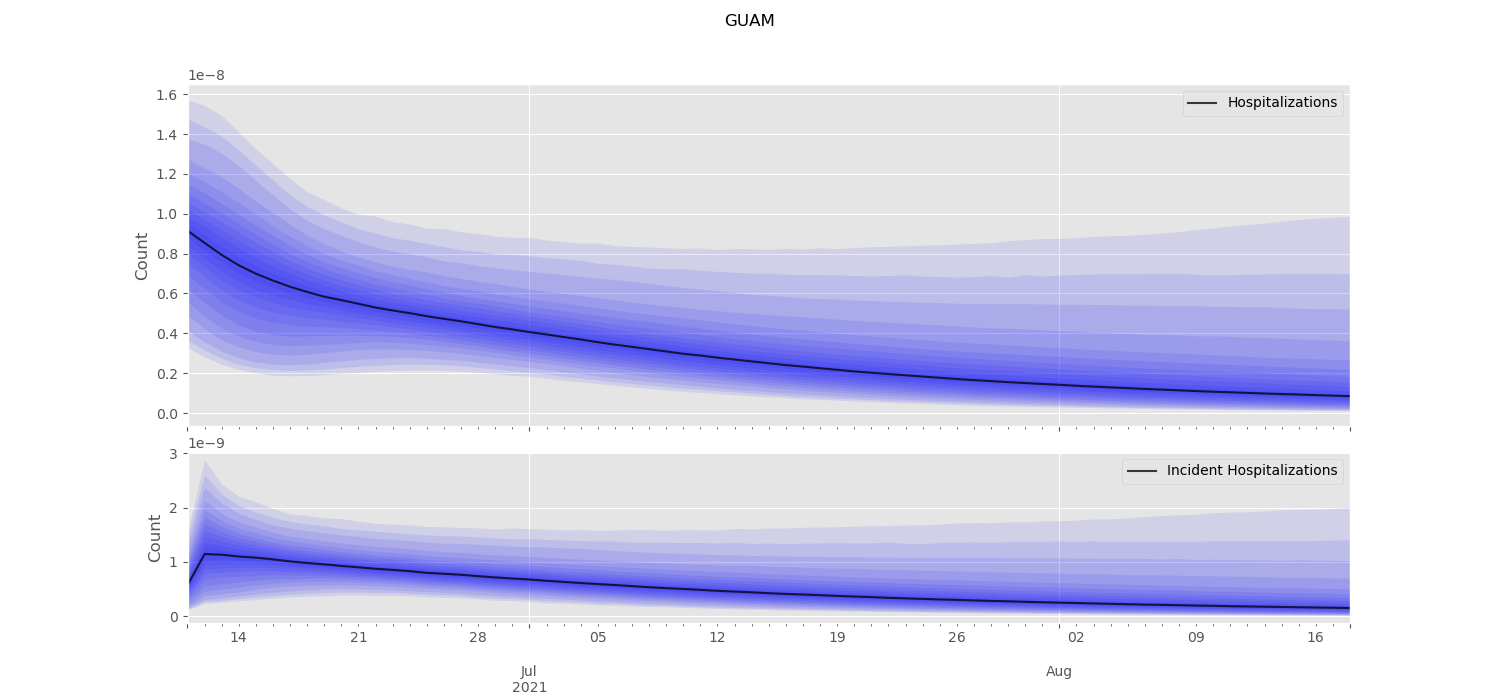 GUAM
1e−8
1.6
1.4
1.2
1.0
0.8
0.6
0.4
0.2
0.0
Count
Hospitalizations
1e−9
3
2
1
0
Count
Incident Hospitalizations
14 21 28 05 12 19 26 02 09 16
Jul Aug
2021